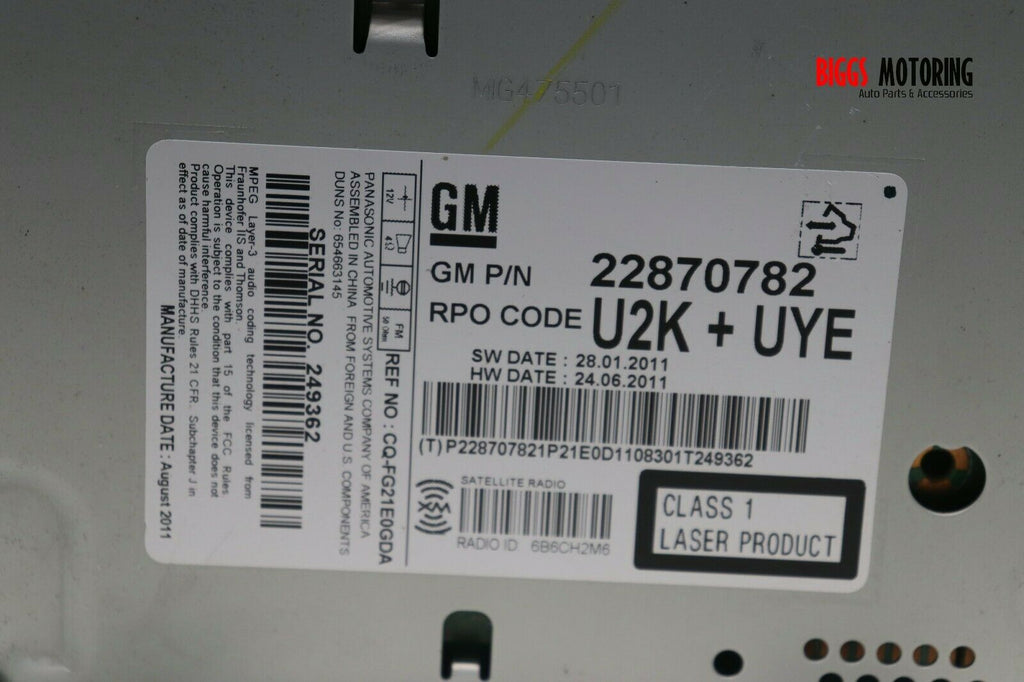 MG475501
BIGGS MOTORING
Auto Parts & Accessories
GM
GM P/N 22870782
RPO CODE U2K + UYE
SW DATE : 28.01.2011
HW DATE : 24.06.2011
(T)P228707821P21E0D1108301T249362
SATELLITE RADIO
RADIO ID 6B6CH2M6
CLASS 1
LASER PRODUCT
12V
4Ω
FM
50 Ohm
REF NO : CQ-FG21E0GDA
PANASONIC AUTOMOTIVE SYSTEMS COMPANY OF AMERICA
ASSEMBLED IN CHINA FROM FOREIGN AND U.S. COMPONENTS
DUNS No: 654663145
SERIAL NO. 249362
MPEG Layer-3 audio coding technology licensed from
Fraunhofer IIS and Thomson.
This device complies with part 15 of the FCC Rules
Operation is subject to the condition that this device does not
cause harmful interference.
Product complies with DHHS Rules 21 CFR. Subchapter J in
effect as of date of manufacture.
MANUFACTURE DATE : August 2011